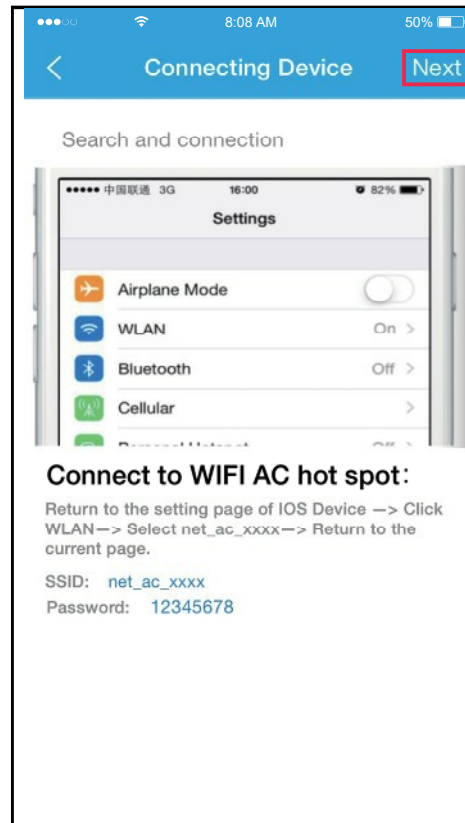 8:08 AM 50%
Connecting Device Next
Search and connection
中国联通 3G 16:00 82%
Settings
Airplane Mode
WLAN On
Bluetooth Off
Cellular
Personal Hotspot Off
Connect to WIFI AC hot spot:
Return to the setting page of IOS Device —> Click
WLAN—> Select net_ac_xxxx—> Return to the
current page.
SSID: net_ac_xxxx
Password: 12345678